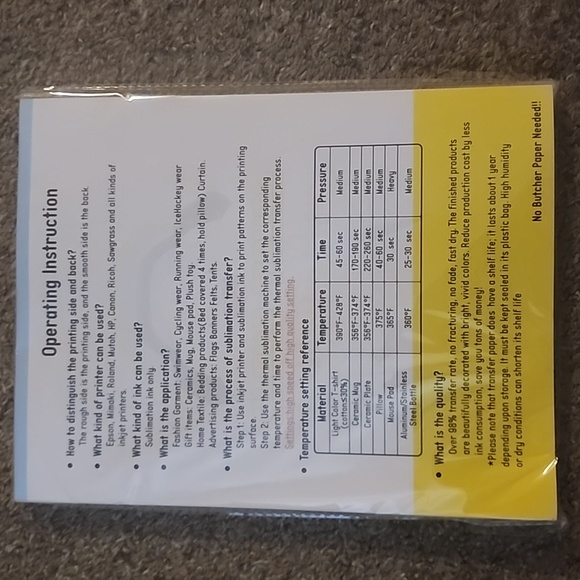 Operating Instruction
• How to distinguish the printing side and back?
The rough side is the printing side, and the smooth side is the back
• What kind of printer can be used?
Epson, Mimaki, Roland, Mutoh, HP, Canon, Ricoh, Sawgrass and all kinds of
inkjet printers
• What kind of ink can be used?
Sublimation ink only
• What is the application?
Fashion Garment: Swimwear, Cycling wear, Running wear, IceHockey wear
Gift items: Ceramics, Mug, Mouse pad, Plush toy
Home Textile: Bedding products(Bed covered 4 times, hold pillow) Curtain.
Advertising products: Flags Banners Felts, Tents.
• What is the process of sublimation transfer?
Step 1: Use inkjet printer and sublimation ink to print patterns on the printing
surface
Step 2: Use the thermal sublimation machine to set the corresponding
temperature and time to perform the thermal sublimation transfer process.
Settings: high speed off high quality setting.
• Temperature setting reference
Material Temperature Time Pressure
Light Color T-shirt
(cotton≤30%) 390°F-428°F 45-60 sec Medium
Ceramic Mug 356°F-374°F 170-190 sec Medium
Ceramic Plate 356°F-374°F 220-260 sec Medium
Pillow 375°F 40-60 sec Medium
Mouse Pad 365°F 30 sec Heavy
Aluminum/Stainless
Steel Bottle 360°F 25-30 sec Medium
• What is the quality?
Over 98% transfer rate, no fracturing, no fade, fast dry. The finished products
are beautifully decorated with bright, vivid colors. Reduce production cost by less
ink consumption, save you tons of money!
*Please note that transfer paper does have a shelf life; it lasts about 1 year
depending upon storage. It must be kept sealed in its plastic bag. High humidity
or dry conditions can shorten its shelf life
No Butcher Paper Needed!!